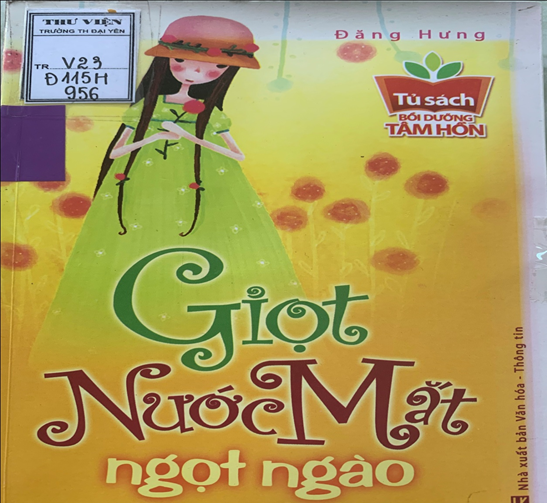 THƯ VIỆN
TRƯỜNG TH ĐẠI YÊN
TR V23
Đ115H
956
Đăng Hưng
Tủ sách
BỒI DƯỠNG
TÂM HỒN
Giọt
Nước Mắt
ngọt ngào
Nhà xuất bản Văn hóa - Thông tin